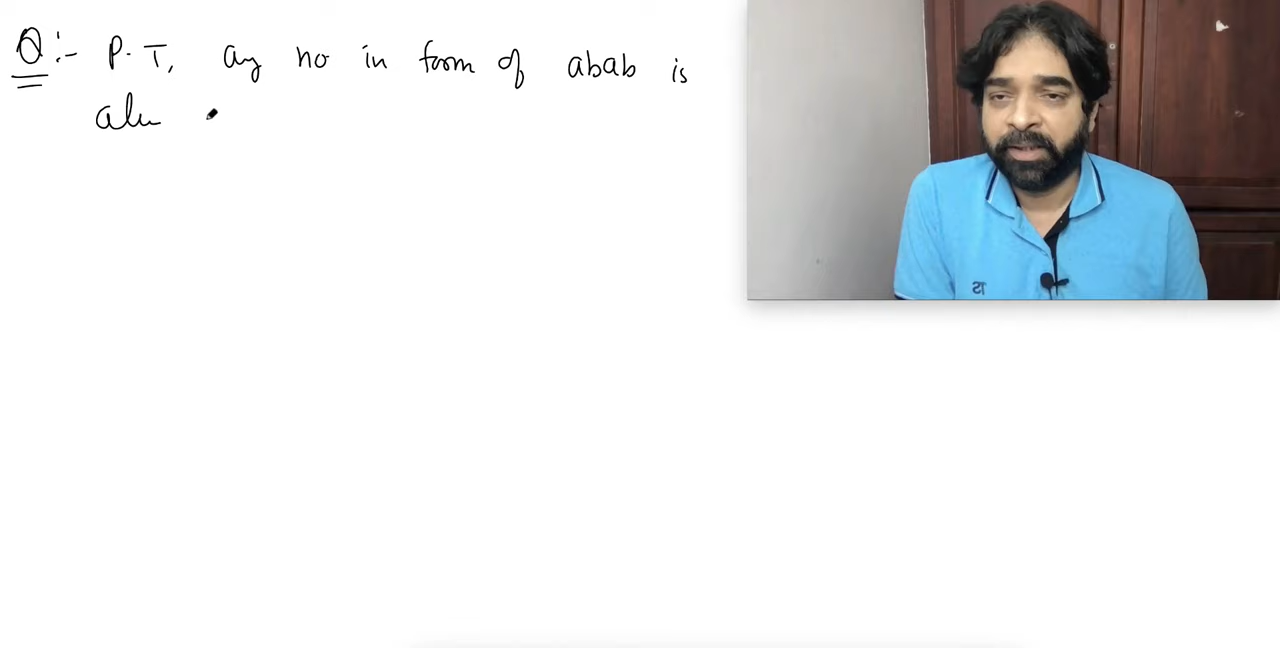 Q:- P.T, any no in form of abab is
alw